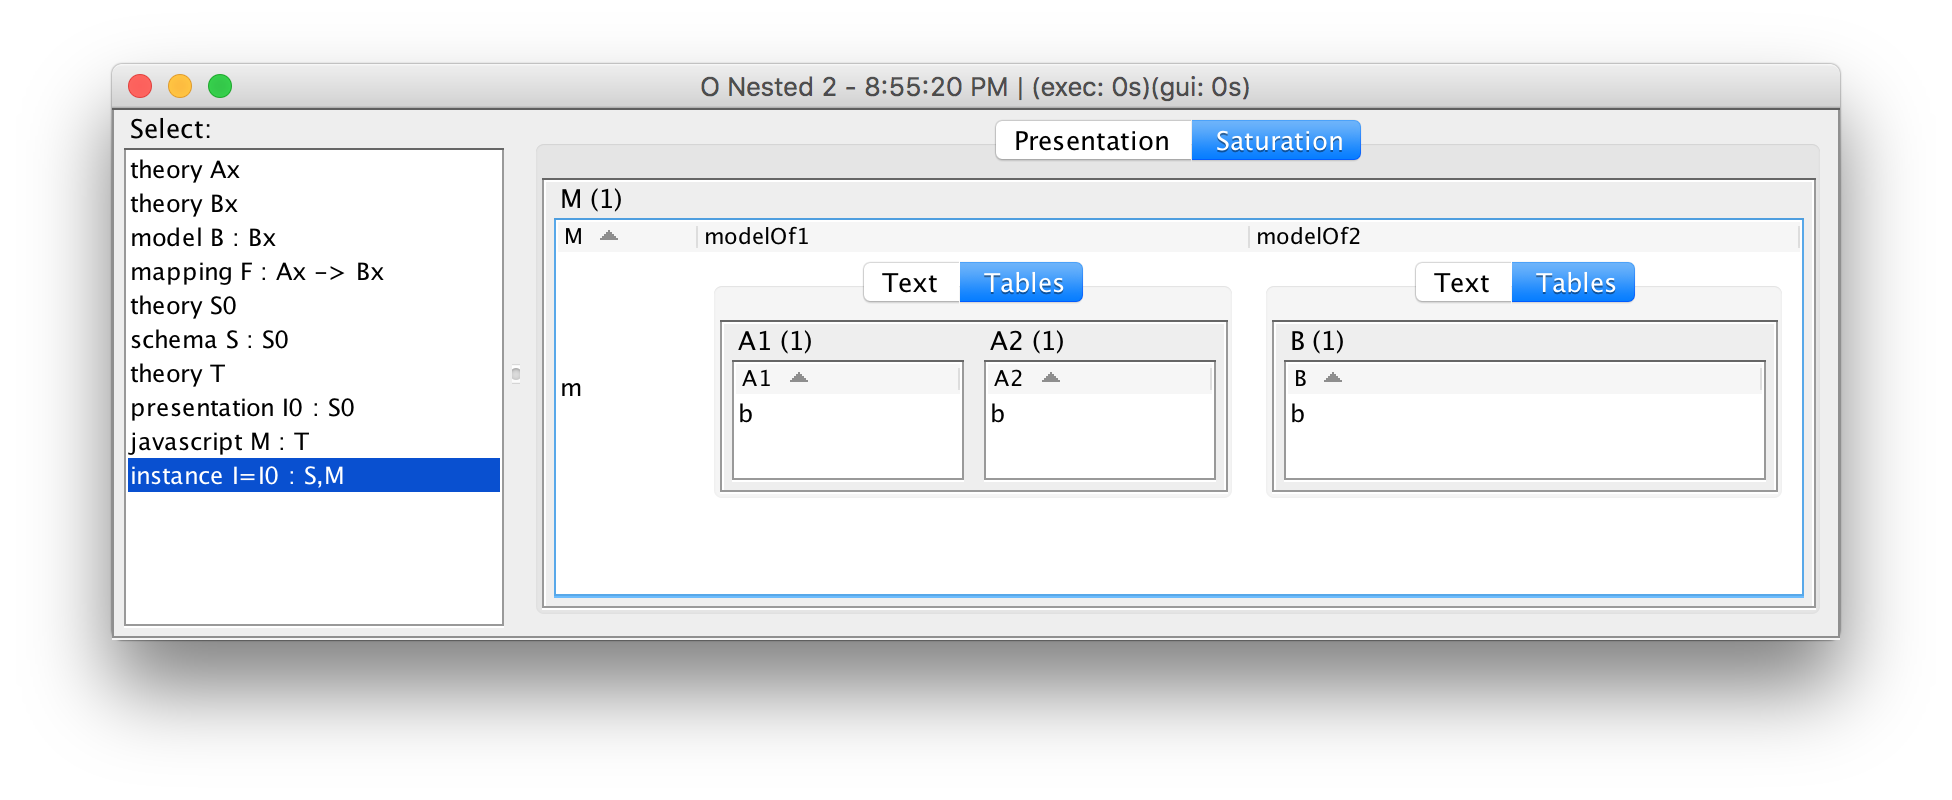 O Nested 2 - 8:55:20 PM | (exec: 0s)(gui: 0s)
Select:
theory Ax
theory Bx
model B : Bx
mapping F : Ax -> Bx
theory S0
schema S : S0
theory T
presentation I0 : S0
javascript M : T
instance I=I0 : S,M
Presentation Saturation
M (1)
M modelOf1 modelOf2
m
Text Tables
A1 (1) A2 (1)
A1 A2
b b
Text Tables
B (1)
B
b